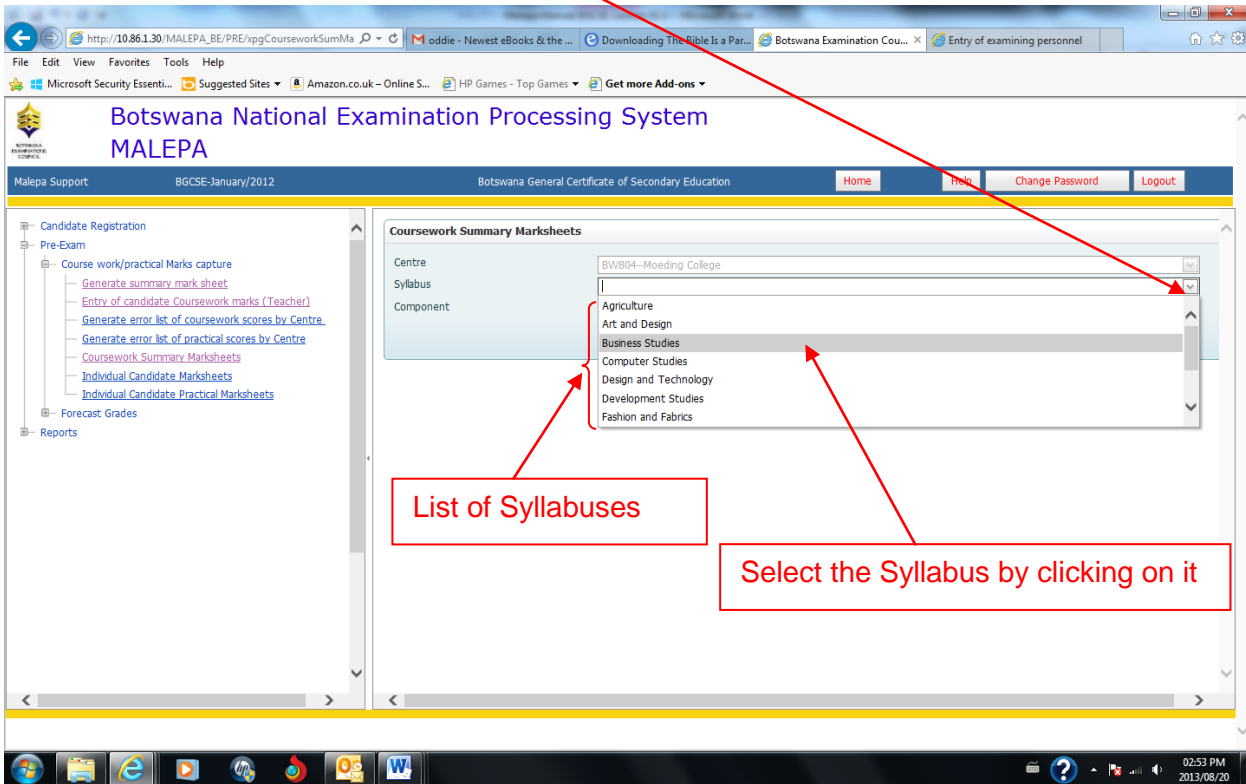 http://10.86.1.30/MALEPA_BE/PRE/xpgCourseworkSumMa
oddie - Newest eBooks & the ...
Downloading The Bible Is a Par...
Botswana Examination Cou...
Entry of examining personnel
File Edit View Favorites Tools Help
Microsoft Security Essenti... Suggested Sites Amazon.co.uk – Online S... HP Games - Top Games Get more Add-ons
Botswana National Examination Processing System
MALEPA
BOTSWANA
EXAMINATIONS
COUNCIL
Malepa Support BGCSE-January/2012 Botswana General Certificate of Secondary Education Home Help Change Password Logout
Candidate Registration
Pre-Exam
Course work/practical Marks capture
Generate summary mark sheet
Entry of candidate Coursework marks (Teacher)
Generate error list of coursework scores by Centre
Generate error list of practical scores by Centre
Coursework Summary Marksheets
Individual Candidate Marksheets
Individual Candidate Practical Marksheets
Forecast Grades
Reports
Coursework Summary Marksheets
Centre BW804--Moeding College
Syllabus
Component
Agriculture
Art and Design
Business Studies
Computer Studies
Design and Technology
Development Studies
Fashion and Fabrics
List of Syllabuses
Select the Syllabus by clicking on it
02:53 PM
2013/08/20